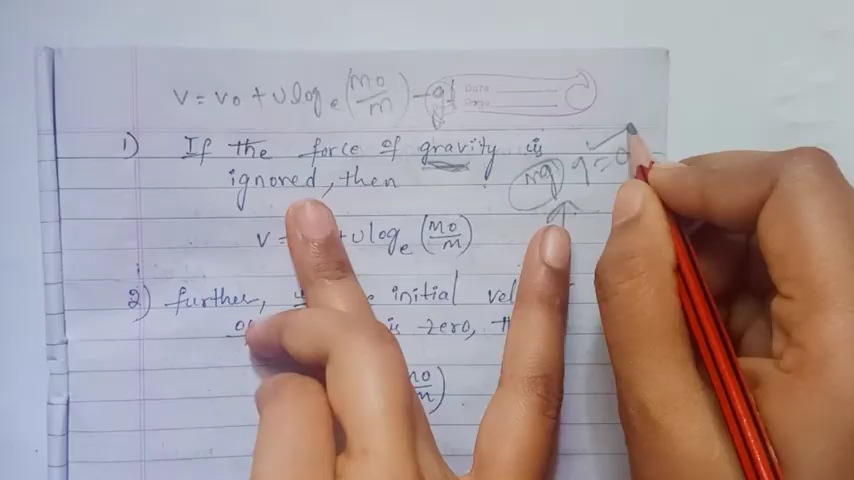 v = v0 + u loge (m0/m) - g
Date
Page
1) If the force of gravity is
mg g = 0
ignored, then
v = + u loge (m0/m)
2) further, initial
is zero,
m0/m)